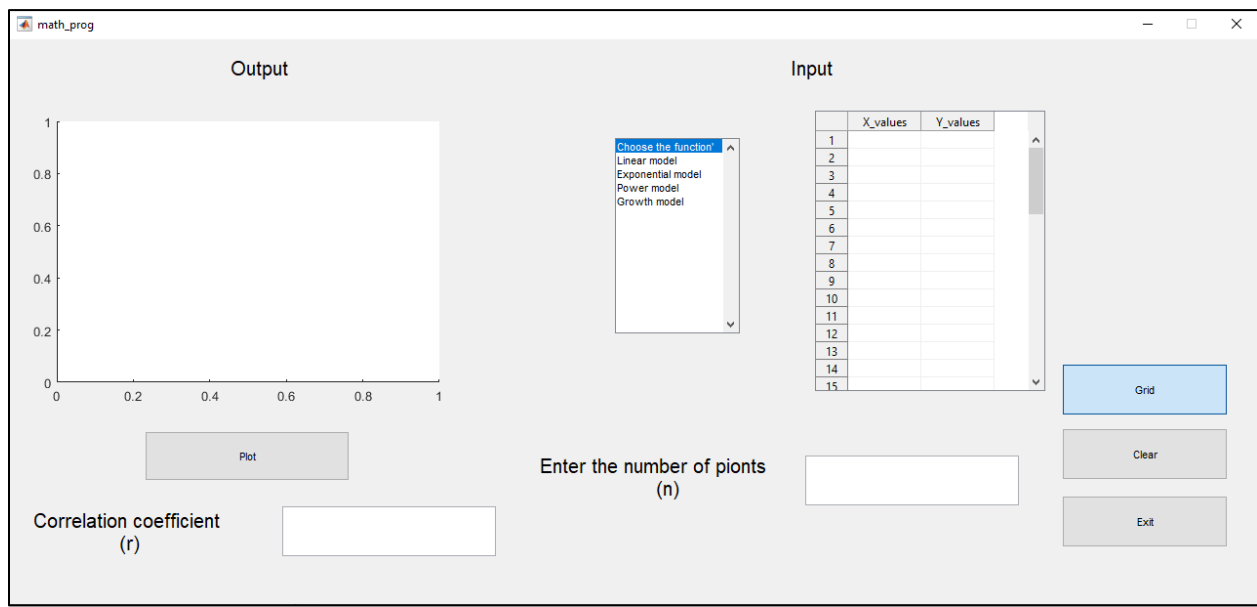 math_prog
Output
Input
1
0.8
0.6
0.4
0.2
0
0 0.2 0.4 0.6 0.8 1
Plot
Correlation coefficient
(r)
Choose the function'
Linear model
Exponential model
Power model
Growth model
X_values Y_values
1
2
3
4
5
6
7
8
9
10
11
12
13
14
15
Enter the number of pionts
(n)
Grid
Clear
Exit